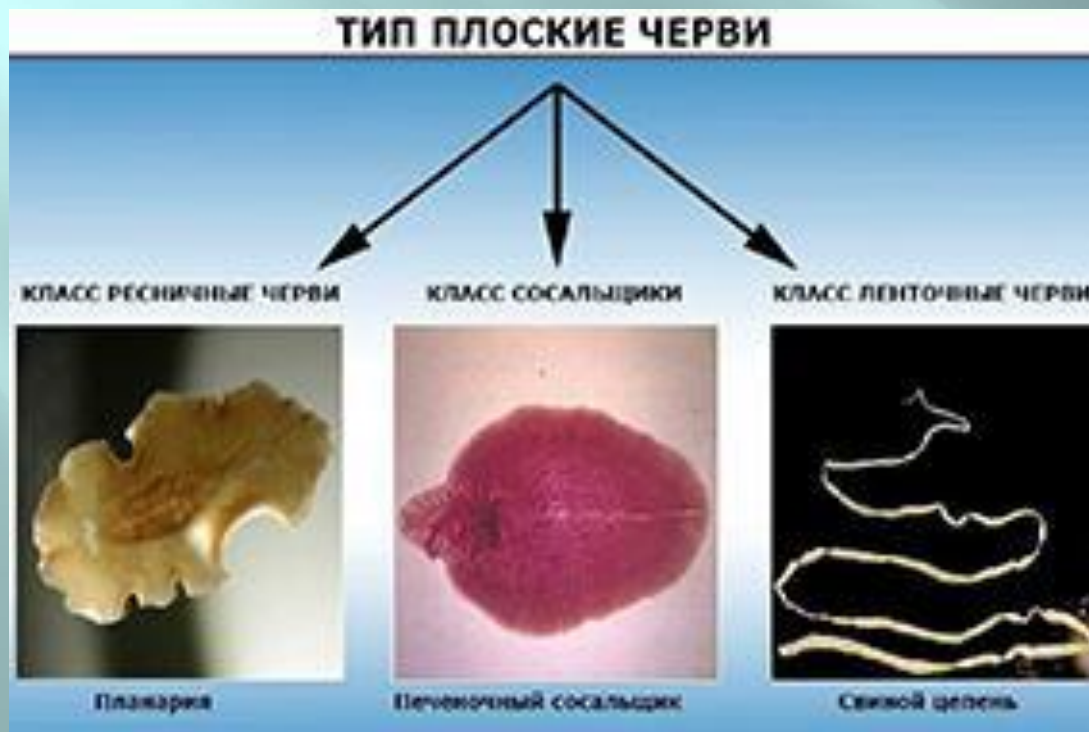 ТИП ПЛОСКИЕ ЧЕРВИ
КЛАСС РЕСНИЧНЫЕ ЧЕРВИ
КЛАСС СОСАЛЬЩИКИ
КЛАСС ЛЕНТОЧНЫЕ ЧЕРВИ
Планария
Печеночный сосальщик
Свиной цепень